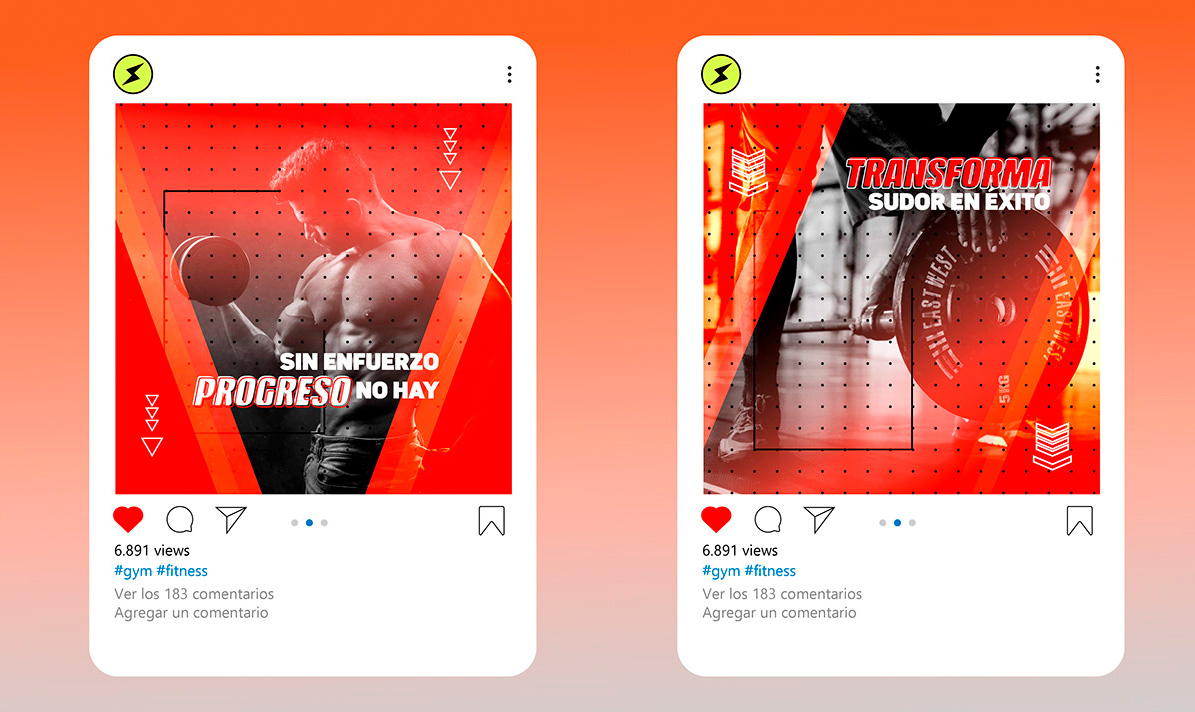 SIN ENFUERZO
PROGRESO NO HAY
6.891 views
#gym #fitness
Ver los 183 comentarios
Agregar un comentario
TRANSFORMA
SUDOR EN ÉXITO
EAST WEST
EAST WEST
5KG
6.891 views
#gym #fitness
Ver los 183 comentarios
Agregar un comentario